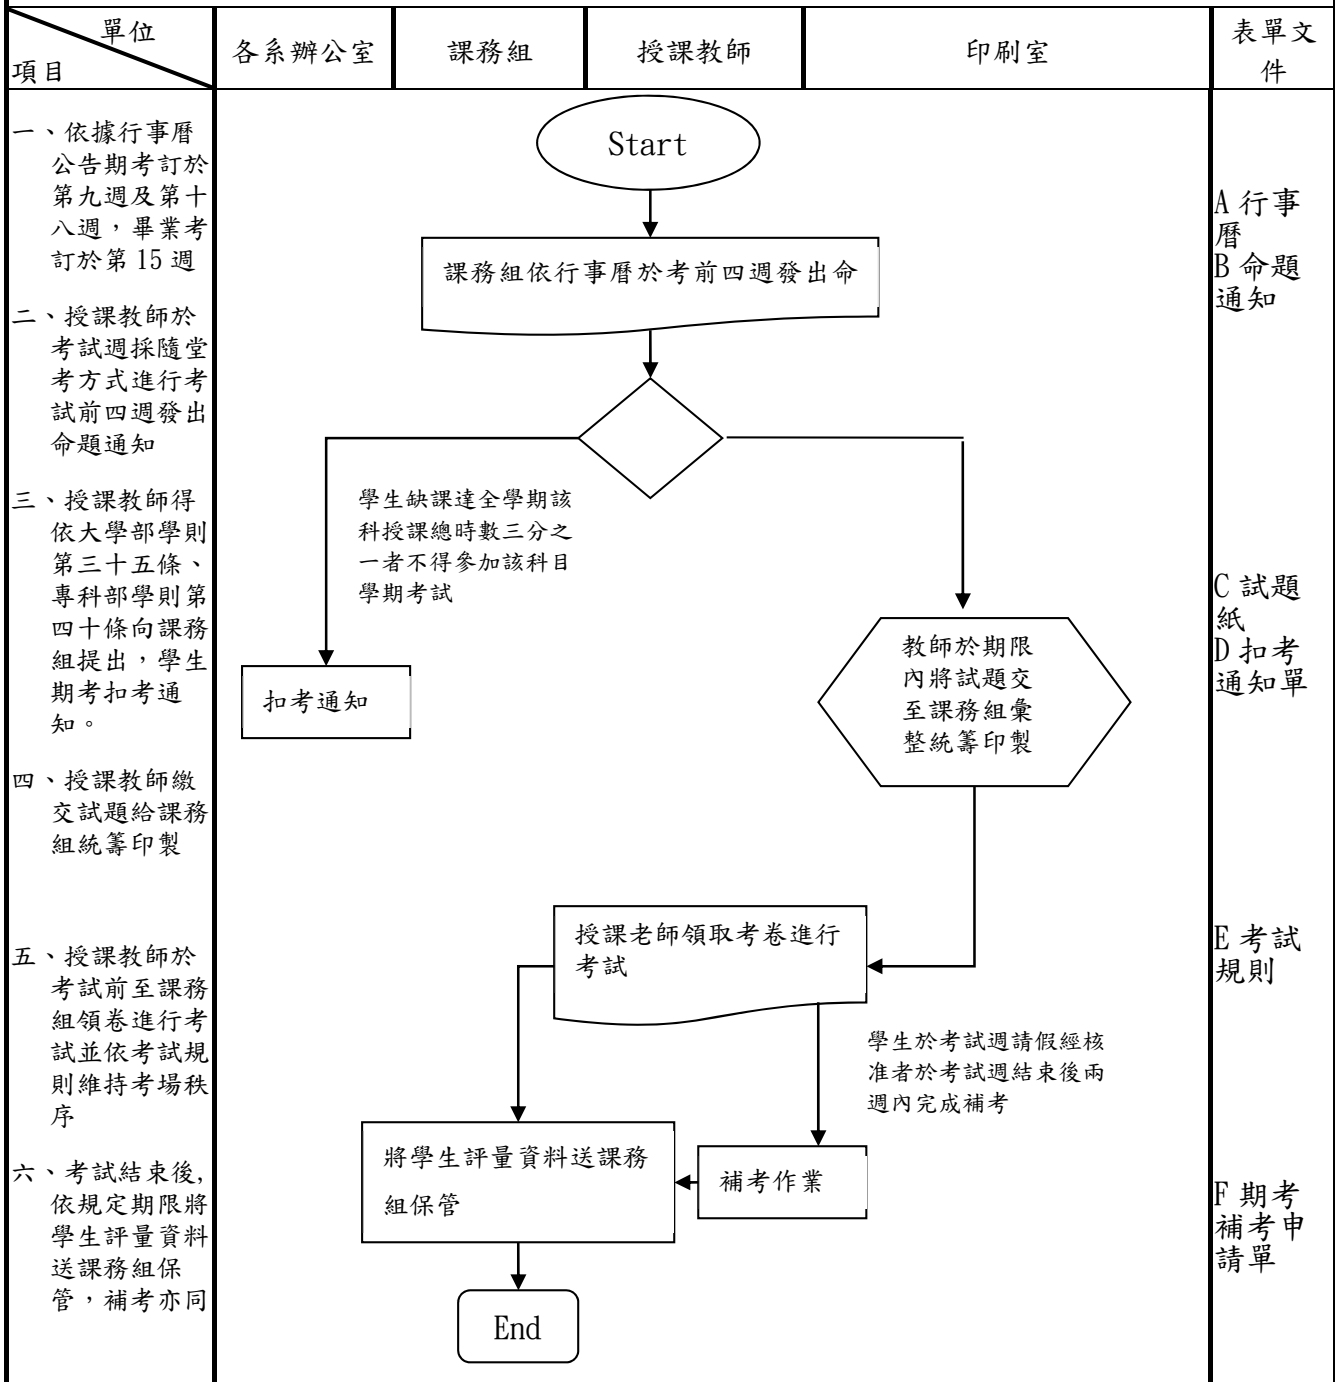 單位
項目
各系辦公室
課務組
授課教師
印刷室
表單文
件
一、依據行事曆
公告期考訂於
第九週及第十
八週，畢業考
訂於第 15 週
二、授課教師於
考試週採隨堂
考方式進行考
試前四週發出
命題通知
三、授課教師得
依大學部學則
第三十五條、
專科部學則第
四十條向課務
組提出，學生
期考扣考通
知。
四、授課教師繳
交試題給課務
組統籌印製
五、授課教師於
考試前至課務
組領卷進行考
試並依考試規
則維持考場秩
序
六、考試結束後,
依規定期限將
學生評量資料
送課務組保
管，補考亦同
Start
課務組依行事曆於考前四週發出命
學生缺課達全學期該
科授課總時數三分之
一者不得參加該科目
學期考試
扣考通知
教師於期限
內將試題交
至課務組彙
整統籌印製
授課老師領取考卷進行
考試
學生於考試週請假經核
准者於考試週結束後兩
週內完成補考
將學生評量資料送課務
組保管
補考作業
End
A 行事
曆
B 命題
通知
C 試題
紙
D 扣考
通知單
E 考試
規則
F 期考
補考申
請單